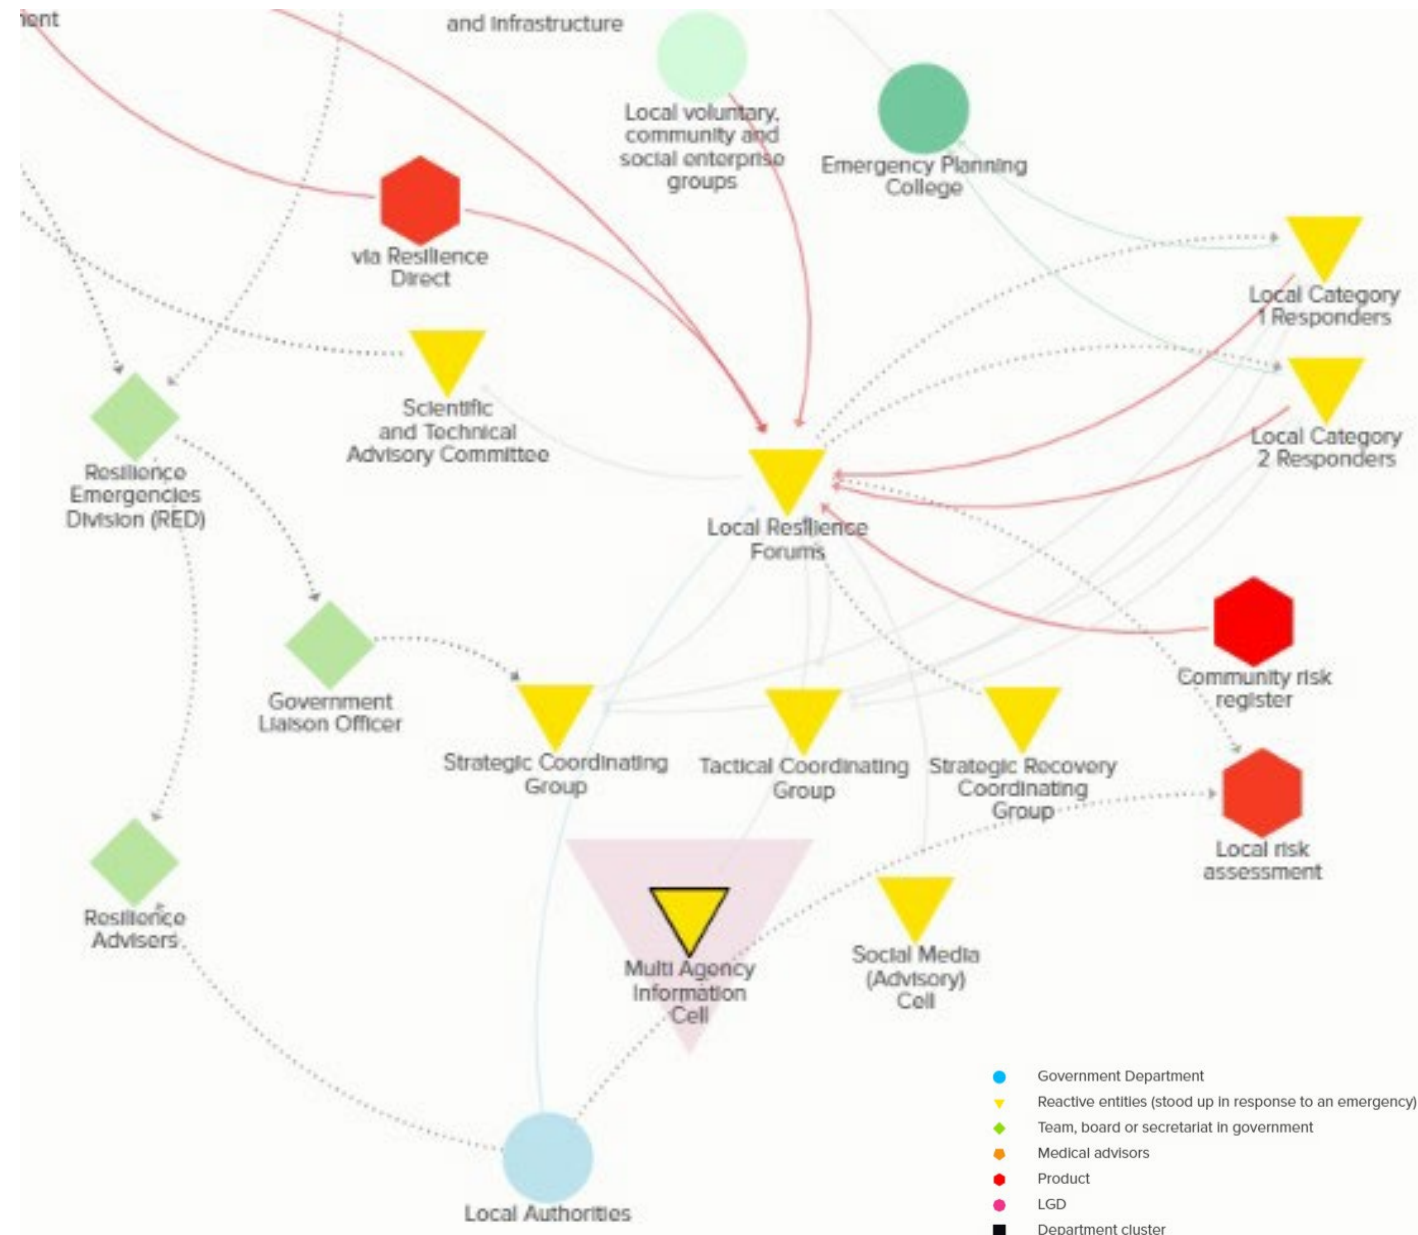 and infrastructure
Local voluntary,
community and
social enterprise
groups
Emergency Planning
College
via Resilience
Direct
Local Category
1 Responders
Scientific
and Technical
Advisory Committee
Local Category
2 Responders
Resilience
Emergencies
Division (RED)
Local Resilience
Forums
Government
Liaison Officer
Community risk
register
Strategic Coordinating
Group
Tactical Coordinating
Group
Strategic Recovery
Coordinating
Group
Local risk
assessment
Resilience
Advisers
Multi Agency
Information
Cell
Social Media
(Advisory)
Cell
Local Authorities
Government Department
Reactive entities (stood up in response to an emergency)
Team, board or secretariat in government
Medical advisors
Product
LGD
Department cluster